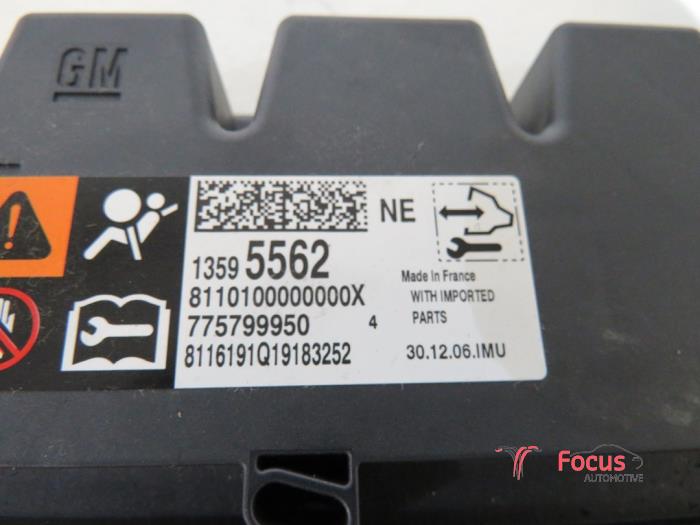 GM
NE
1359 5562
8110100000000X
775799950 4
8116191Q19183252
Made In France
WITH IMPORTED
PARTS
30.12.06.IMU
Focus
AUTOMOTIVE